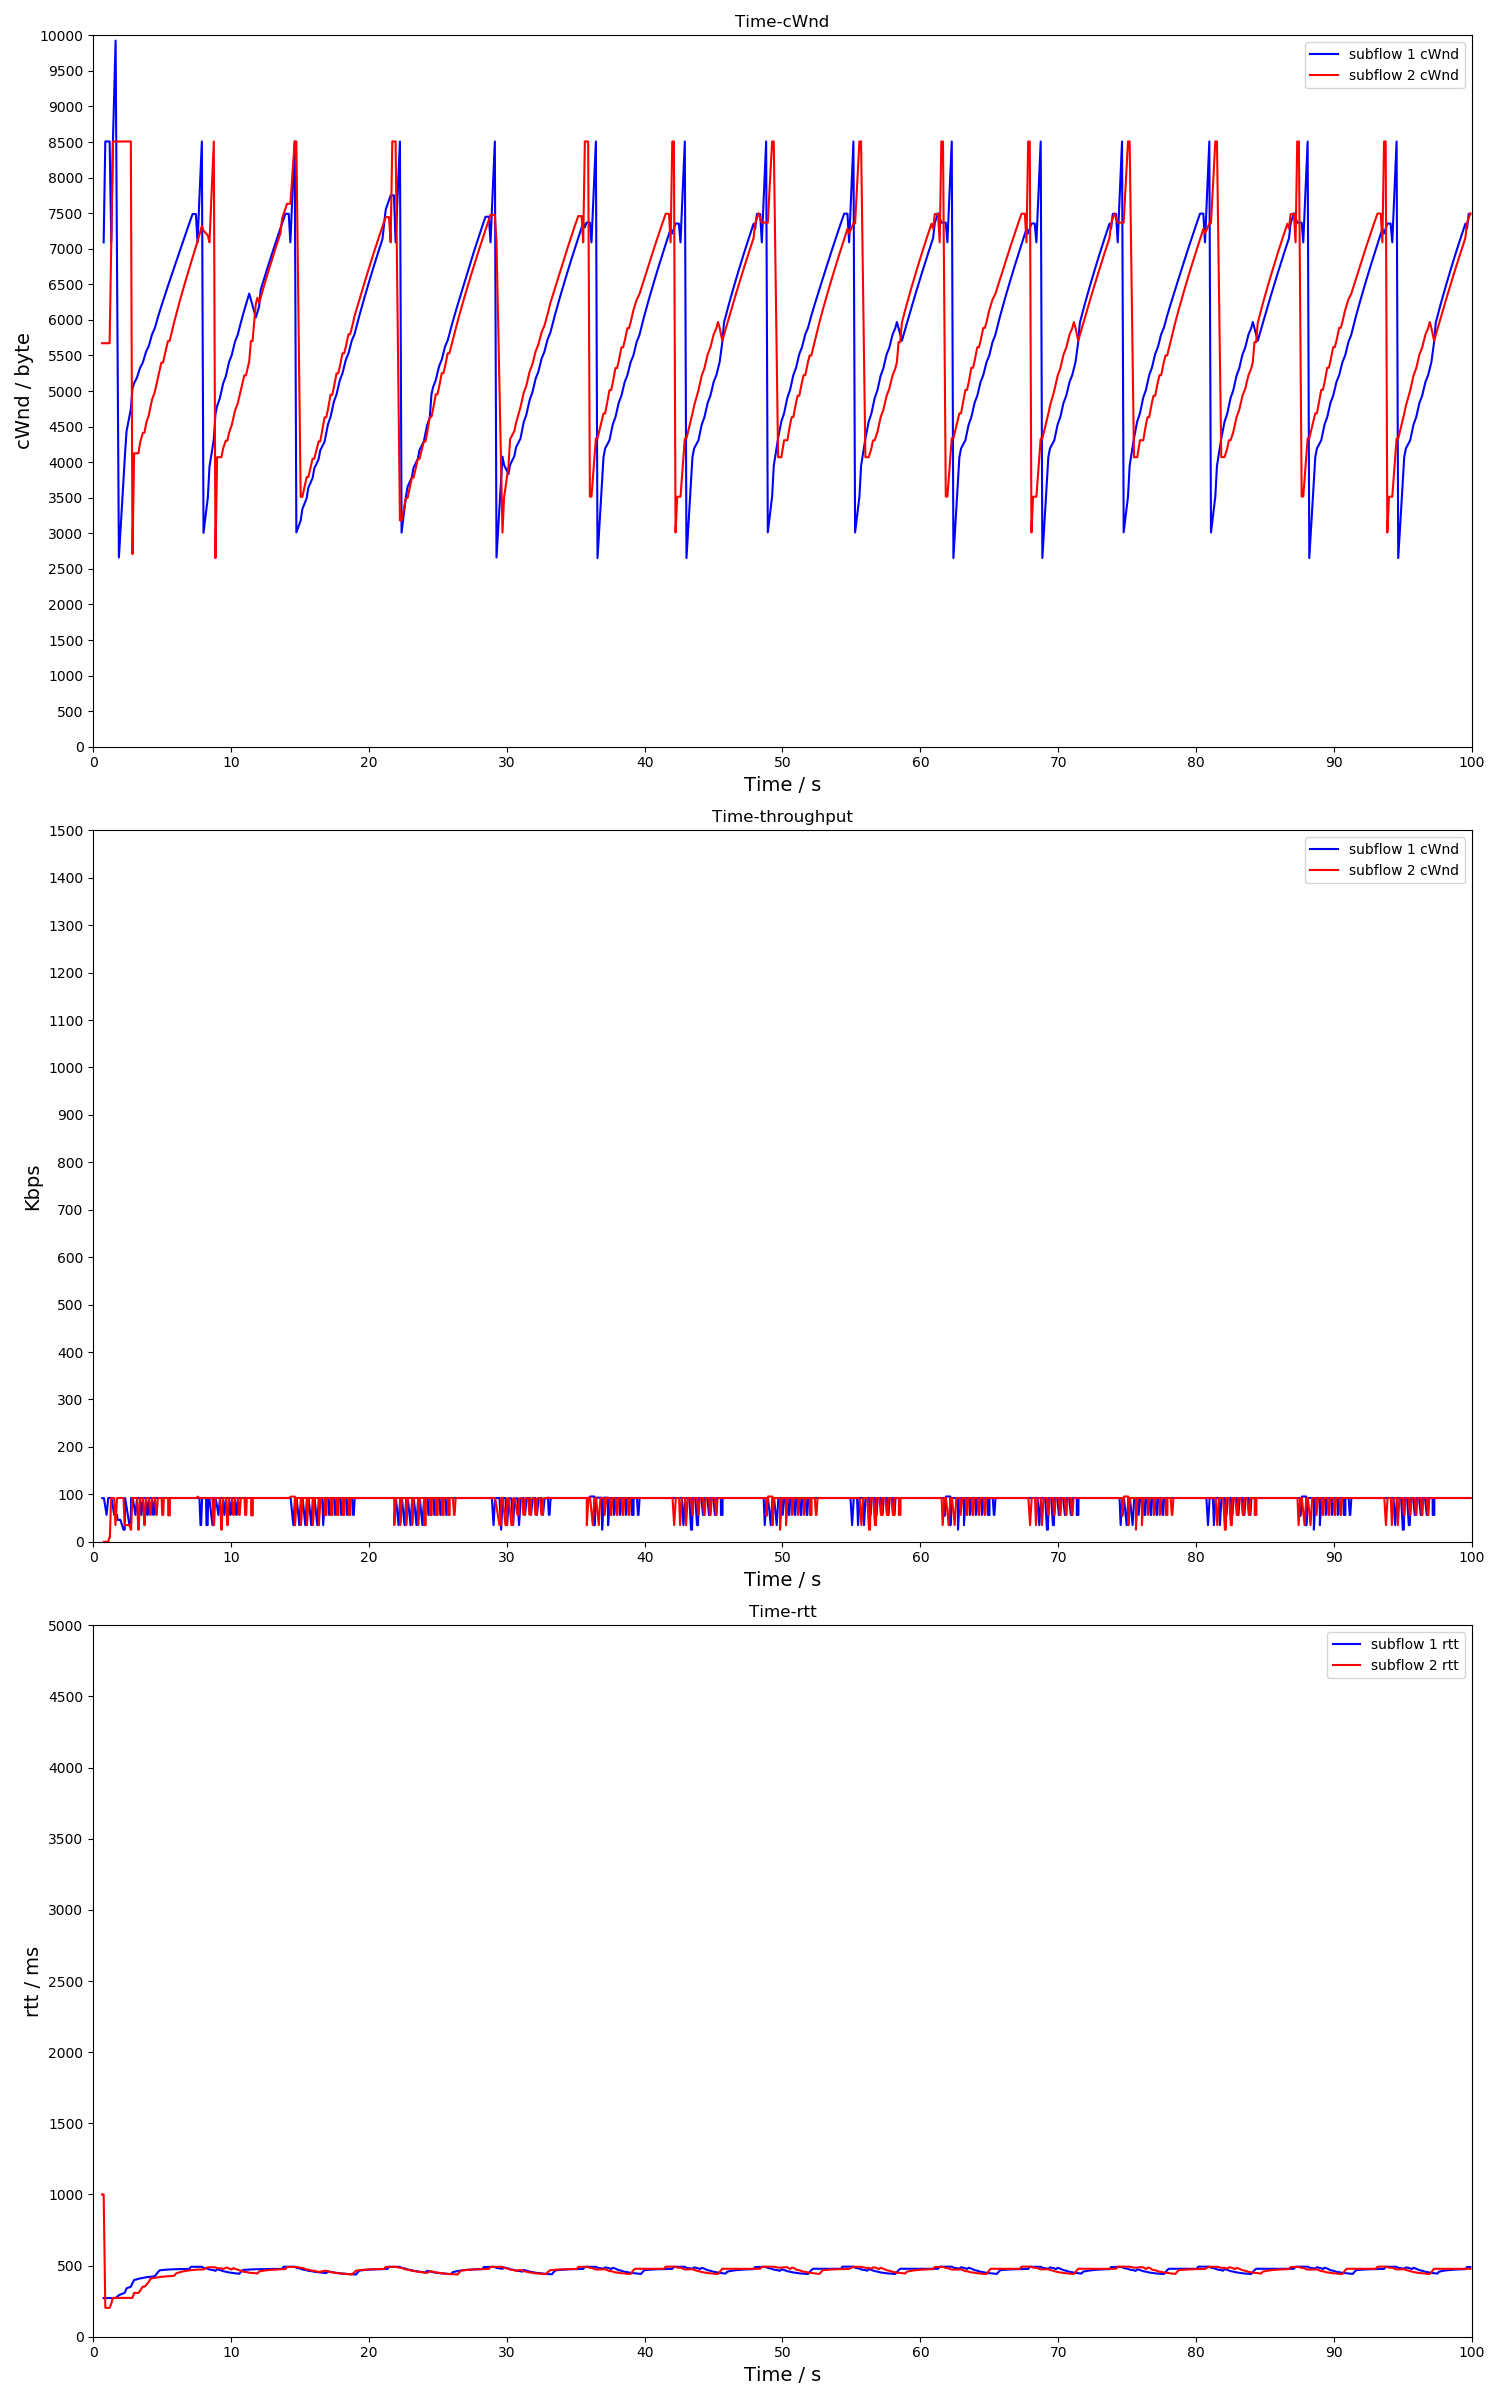 Time-cWnd
subflow 1 cWnd
subflow 2 cWnd
cWnd / byte
10000
9500
9000
8500
8000
7500
7000
6500
6000
5500
5000
4500
4000
3500
3000
2500
2000
1500
1000
500
0
0 10 20 30 40 50 60 70 80 90 100
Time / s
Time-throughput
subflow 1 cWnd
subflow 2 cWnd
Kbps
1500
1400
1300
1200
1100
1000
900
800
700
600
500
400
300
200
100
0
0 10 20 30 40 50 60 70 80 90 100
Time / s
Time-rtt
subflow 1 rtt
subflow 2 rtt
rtt / ms
5000
4500
4000
3500
3000
2500
2000
1500
1000
500
0
0 10 20 30 40 50 60 70 80 90 100
Time / s